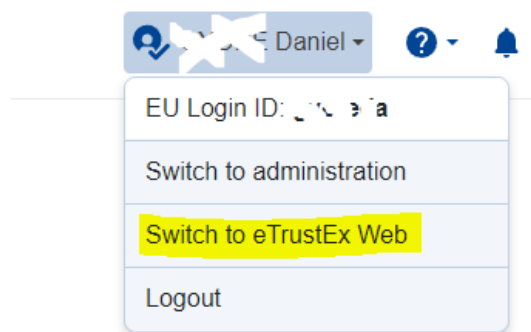 Daniel
?
EU Login ID:
Switch to administration
Switch to eTrustEx Web
Logout